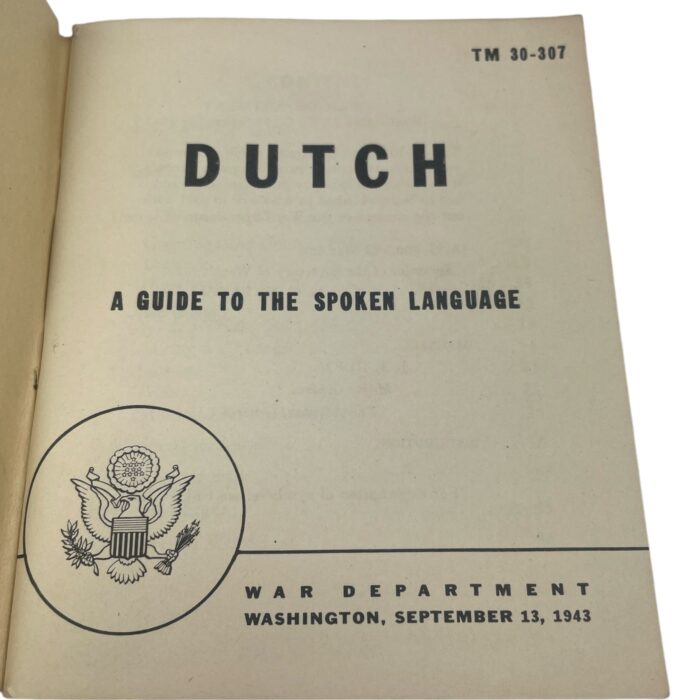 TM 30-307
DUTCH
A GUIDE TO THE SPOKEN LANGUAGE
WAR DEPARTMENT
WASHINGTON, SEPTEMBER 13, 1943